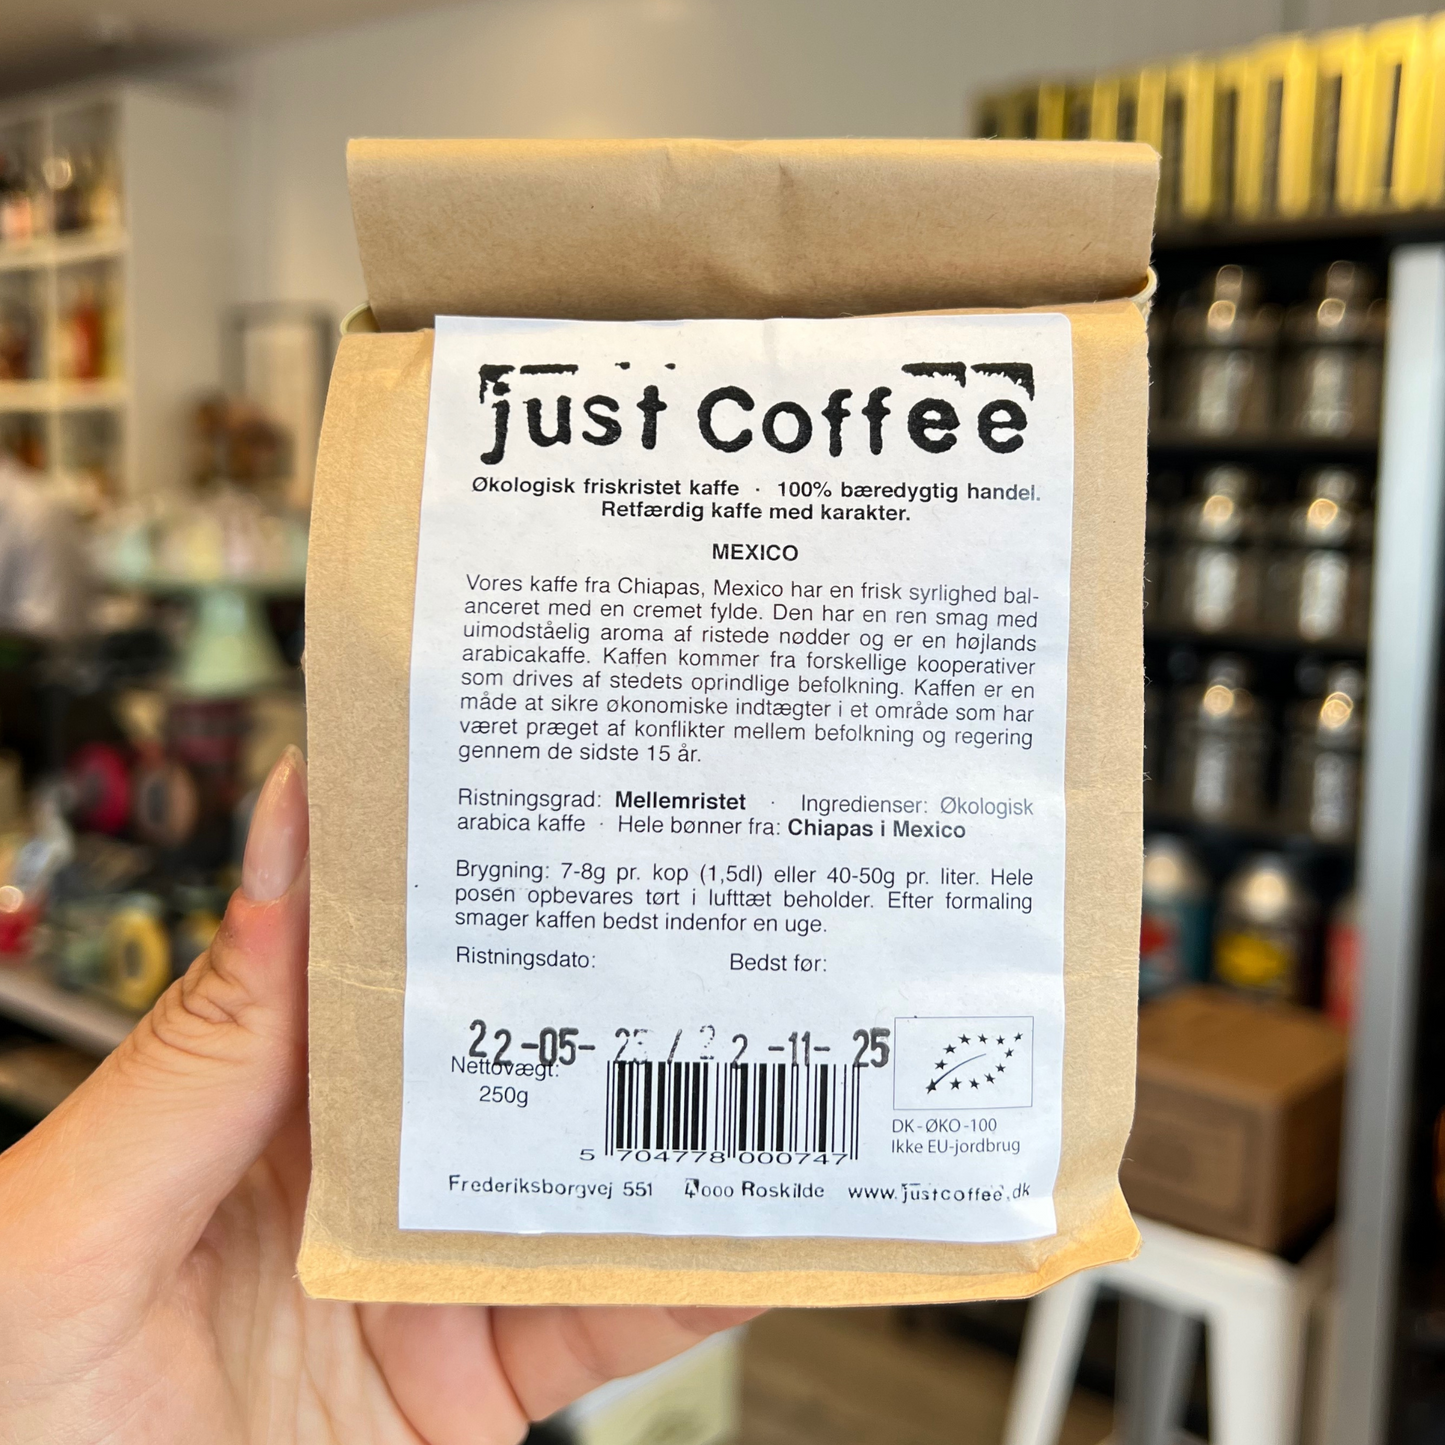 just Coffee
Økologisk friskristet kaffe · 100% bæredygtig handel.
Retfærdig kaffe med karakter.
MEXICO
Vores kaffe fra Chiapas, Mexico har en frisk syrlighed bal-
anceret med en cremet fylde. Den har en ren smag med
uimodståelig aroma af ristede nødder og er en højlands
arabicakaffe. Kaffen kommer fra forskellige kooperativer
som drives af stedets oprindlige befolkning. Kaffen er en
måde at sikre økonomiske indtægter i et område som har
været præget af konflikter mellem befolkning og regering
gennem de sidste 15 år.
Ristningsgrad: Mellemristet · Ingredienser: Økologisk
arabica kaffe · Hele bønner fra: Chiapas i Mexico
Brygning: 7-8g pr. kop (1,5dl) eller 40-50g pr. liter. Hele
posen opbevares tørt i lufttæt beholder. Efter formaling
smager kaffen bedst indenfor en uge.
Ristningsdato: Bedst før:
22-05-25 / 22-11-25
Nettovægt:
250g
5 704778 000747
DK-ØKO-100
Ikke EU-jordbrug
Frederiksborgvej 551 4000 Roskilde www.justcoffee.dk